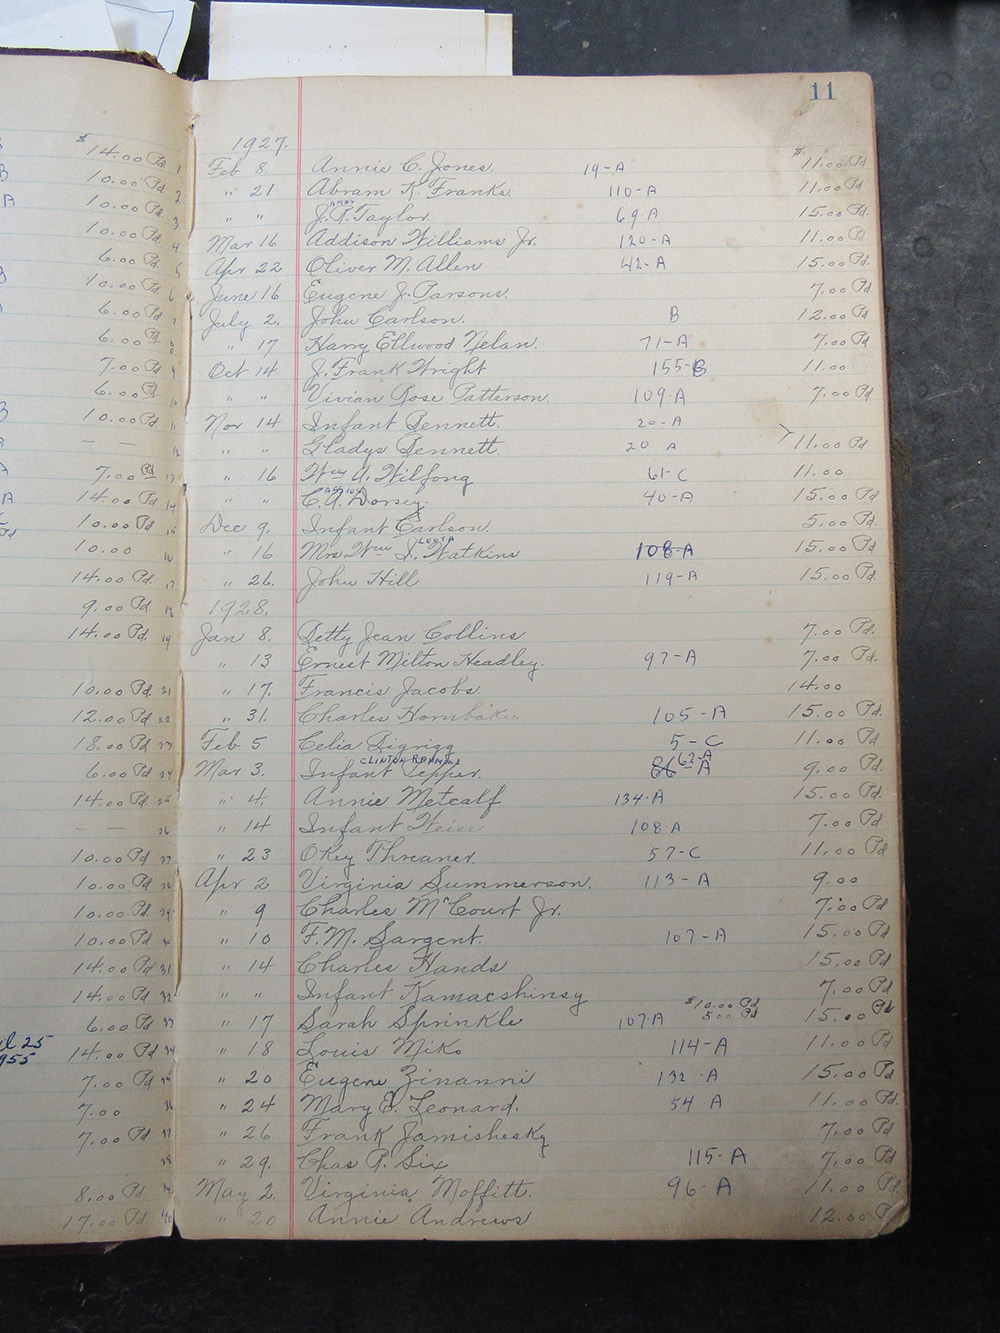 11
1927.
Feb 8. Annie C. Jones. 19-A $11.00 Pd
" 21 Abram K. Franks. 110-A 11.00 Pd
" " J. R. Taylor. 69-A 15.00 Pd.
Mar 16 Addison Williams Jr. 120-A 11.00 Pd
Apr 22 Oliver M. Allen 42-A 15.00 Pd.
June 16 Eugene J. Parsons. 7.00 Pd.
July 2. John Carlson. B 12.00 Pd
" 17 Harry Ellwood Nelan. 71-A 7.00 Pd.
Oct 14 J. Frank Wright 155-B 11.00
" " Vivian Rose Patterson. 109-A 7.00 Pd
Nov 14 Infant Bennett. 20-A
" " Gladys Bennett. 20 A 11.00 Pd
" 16 Wm A. Wilfong 61-C 11.00
" " C. A. Dorsey. 40-A 15.00 Pd
Dec 9. Infant Carlson. 5.00 Pd.
LEOTA
" 16 Mrs Wm L. Watkins 108-A 15.00 Pd
" 26. John Hill 119-A 15.00 Pd.
1928.
Jan 8. Betty Jean Collins 7.00 Pd.
" 13 Ernest Milton Headley. 97-A 7.00 Pd.
" 17. Francis Jacobs. 14.00
" 31. Charles Hornbake. 105-A 15.00 Pd.
Feb 5 Celia Digrigg 5-C 11.00 Pd
CLINTON 62-A
Mar 3. Infant Tepper. 86-A 9.00 Pd.
" 4. Annie Metcalf 134-A 15.00 Pd.
" 14 Infant Weise 108-A 7.00 Pd
" 23 Okey Threaner. 57-C 11.00 Pd
Apr 2 Virginia Summerson. 113-A 9.00
" 9 Charles McCourt Jr. 7.00 Pd
" 10 F. M. Sargent. 107-A 15.00 Pd
" 14 Charles Hands 15.00 Pd.
" " Infant Kamacshinsy 7.00 Pd
$10.00 Pd
" 17 Sarah Sprinkle 107-A 5.00 Pd 15.00 Pd
" 18 Louis Miko 114-A 11.00 Pd
" 20 Eugene Zinanni 132-A 15.00 Pd
" 24 Mary E. Leonard. 54-A 11.00 Pd.
" 26 Frank Jamishesky 7.00 Pd
" 29. Chas P. Six 115-A 7.00 Pd
May 2. Virginia Moffitt. 96-A 11.00 Pd
" 20 Annie Andrews 12.00 P